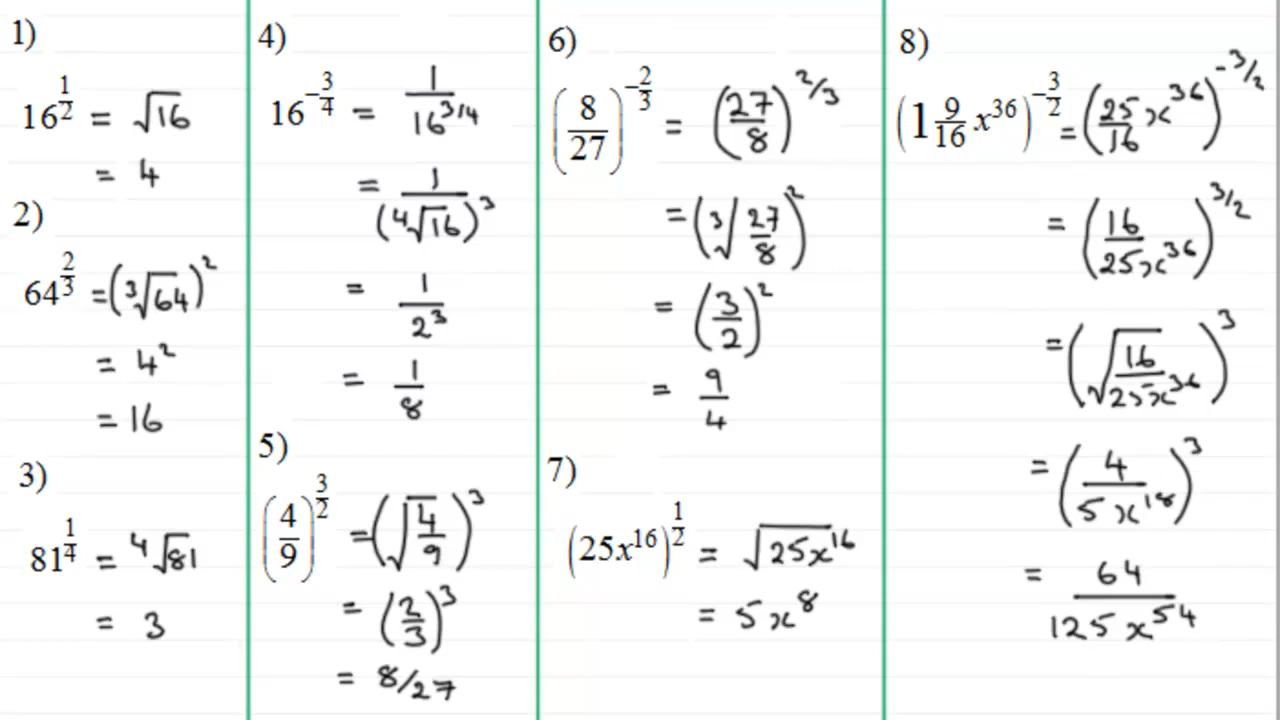 1)
16^{1/2} = √16
= 4
2)
64^{2/3} = (∛64)^2
= 4^2
= 16
3)
81^{1/4} = ∜81
= 3
4)
16^{-3/4} = 1/16^{3/4}
= 1/(∜16)^3
= 1/2^3
= 1/8
5)
(4/9)^{3/2} = (√(4/9))^3
= (2/3)^3
= 8/27
6)
(8/27)^{-2/3} = (27/8)^{2/3}
= (∛(27/8))^2
= (3/2)^2
= 9/4
7)
(25x^{16})^{1/2} = √(25x^{16})
= 5x^8
8)
(1 9/16 x^{36})^{-3/2} = (25/16 x^{36})^{-3/2}
= (16/25x^{36})^{3/2}
= (√(16/25x^{36}))^3
= (4/5x^{18})^3
= 64/125x^{54}